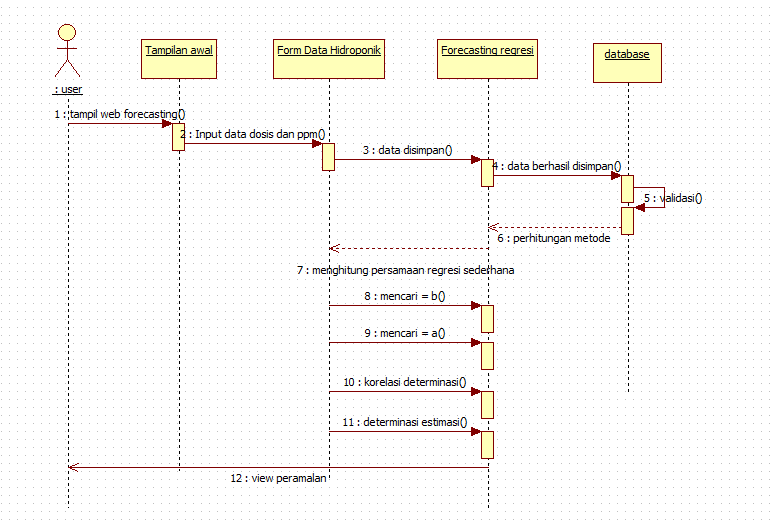 Tampilan awal
Form Data Hidroponik
Forecasting regresi
database
: user
1 : tampil web forecasting()
2 : Input data dosis dan ppm()
3 : data disimpan()
4 : data berhasil disimpan()
5 : validasi()
6 : perhitungan metode
7 : menghitung persamaan regresi sederhana
8 : mencari = b()
9 : mencari = a()
10 : korelasi determinasi()
11 : determinasi estimasi()
12 : view peramalan